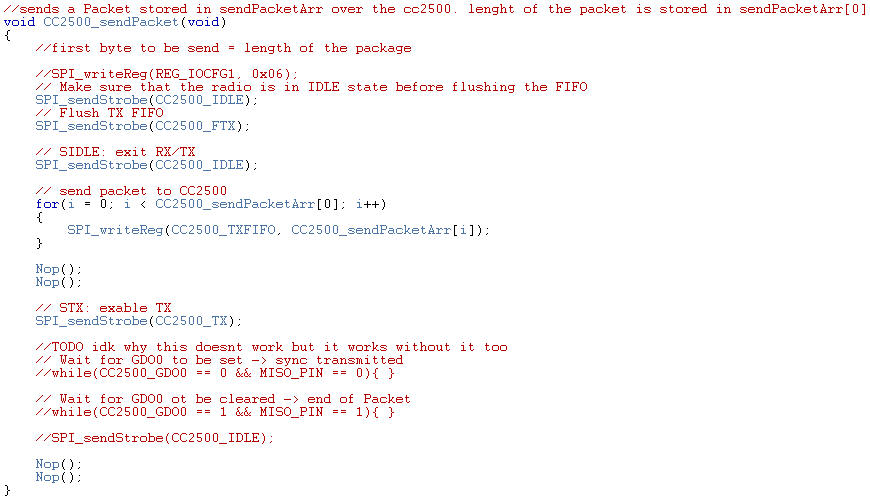 //sends a Packet stored in sendPacketArr over the cc2500. lenght of the packet is stored in sendPacketArr[0]
void CC2500_sendPacket(void)
{
    //first byte to be send = length of the package

    //SPI_writeReg(REG_IOCFG1, 0x06);
    // Make sure that the radio is in IDLE state before flushing the FIFO
    SPI_sendStrobe(CC2500_IDLE);
    // Flush TX FIFO
    SPI_sendStrobe(CC2500_FTX);

    // SIDLE: exit RX/TX
    SPI_sendStrobe(CC2500_IDLE);

    // send packet to CC2500
    for(i = 0; i < CC2500_sendPacketArr[0]; i++)
    {
        SPI_writeReg(CC2500_TXFIFO, CC2500_sendPacketArr[i]);
    }

    Nop();
    Nop();

    // STX: exable TX
    SPI_sendStrobe(CC2500_TX);

    //TODO idk why this doesnt work but it works without it too
    // Wait for GDO0 to be set -> sync transmitted
    //while(CC2500_GDO0 == 0 && MISO_PIN == 0){ }

    // Wait for GDO0 ot be cleared -> end of Packet
    //while(CC2500_GDO0 == 1 && MISO_PIN == 1){ }

    //SPI_sendStrobe(CC2500_IDLE);

    Nop();
    Nop();
}